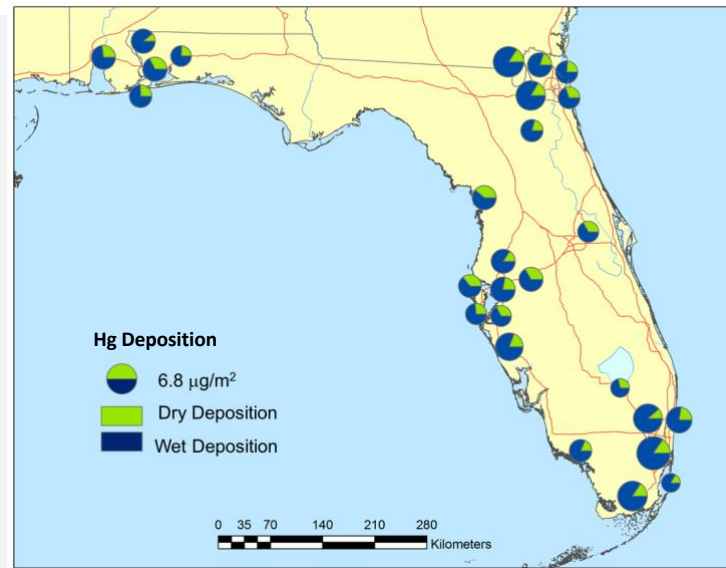 Hg Deposition
6.8 µg/m²
Dry Deposition
Wet Deposition
0 35 70 140 210 280
Kilometers